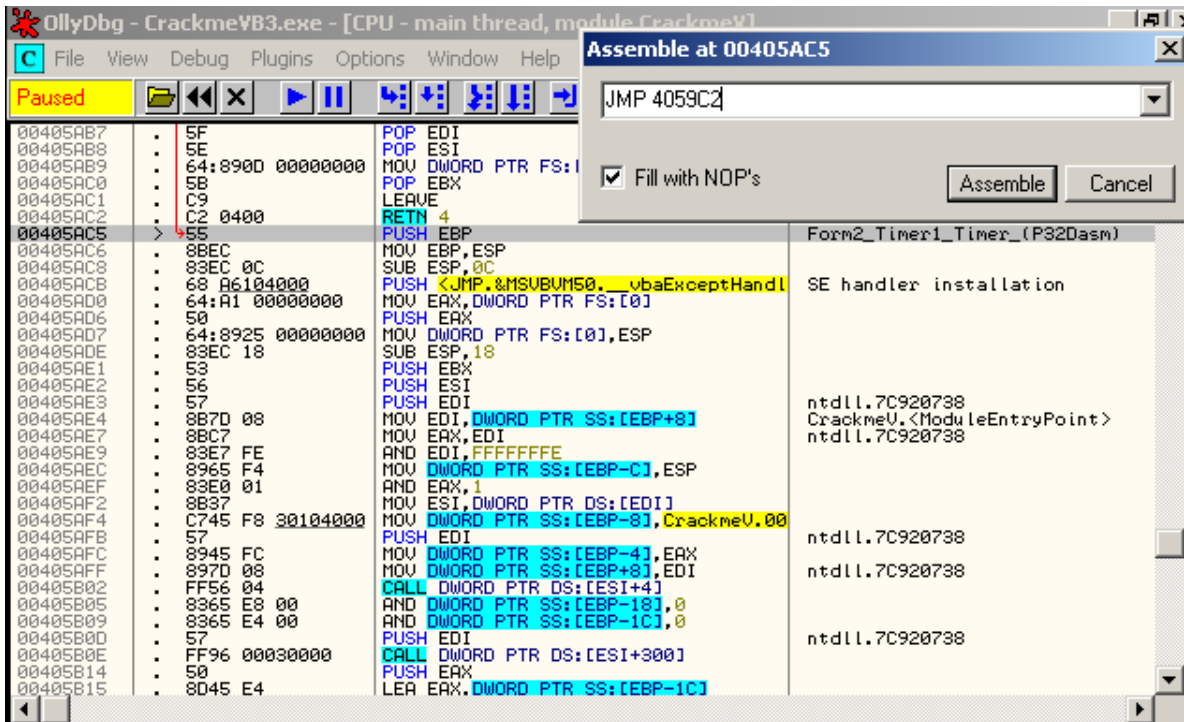 OllyDbg - CrackmeVB3.exe - [CPU - main thread, module CrackmeV]
C File View Debug Plugins Options Window Help
Paused
Assemble at 00405AC5
JMP 4059C2
Fill with NOP's
Assemble Cancel
00405AB7 . 5F POP EDI
00405AB8 . 5E POP ESI
00405AB9 . 64:890D 00000000 MOV DWORD PTR FS:
00405AC0 . 5B POP EBX
00405AC1 . C9 LEAVE
00405AC2 . C2 0400 RETN 4
00405AC5 > 55 PUSH EBP Form2_Timer1_Timer_(P32Dasm)
00405AC6 . 8BEC MOV EBP,ESP
00405AC8 . 83EC 0C SUB ESP,0C
00405ACB . 68 A6104000 PUSH <JMP.&MSVBVM50.__vbaExceptHandl SE handler installation
00405AD0 . 64:A1 00000000 MOV EAX,DWORD PTR FS:[0]
00405AD6 . 50 PUSH EAX
00405AD7 . 64:8925 00000000 MOV DWORD PTR FS:[0],ESP
00405ADE . 83EC 18 SUB ESP,18
00405AE1 . 53 PUSH EBX
00405AE2 . 56 PUSH ESI
00405AE3 . 57 PUSH EDI ntdll.7C920738
00405AE4 . 8B7D 08 MOV EDI,DWORD PTR SS:[EBP+8] CrackmeV.<ModuleEntryPoint>
00405AE7 . 8BC7 MOV EAX,EDI ntdll.7C920738
00405AE9 . 83E7 FE AND EDI,FFFFFFFE
00405AEC . 8965 F4 MOV DWORD PTR SS:[EBP-C],ESP
00405AEF . 83E0 01 AND EAX,1
00405AF2 . 8B37 MOV ESI,DWORD PTR DS:[EDI]
00405AF4 . C745 F8 30104000 MOV DWORD PTR SS:[EBP-8],CrackmeV.00
00405AFB . 57 PUSH EDI ntdll.7C920738
00405AFC . 8945 FC MOV DWORD PTR SS:[EBP-4],EAX
00405AFF . 897D 08 MOV DWORD PTR SS:[EBP+8],EDI ntdll.7C920738
00405B02 . FF56 04 CALL DWORD PTR DS:[ESI+4]
00405B05 . 8365 E8 00 AND DWORD PTR SS:[EBP-18],0
00405B09 . 8365 E4 00 AND DWORD PTR SS:[EBP-1C],0
00405B0D . 57 PUSH EDI ntdll.7C920738
00405B0E . FF96 00030000 CALL DWORD PTR DS:[ESI+300]
00405B14 . 50 PUSH EAX
00405B15 . 8D45 E4 LEA EAX,DWORD PTR SS:[EBP-1C]